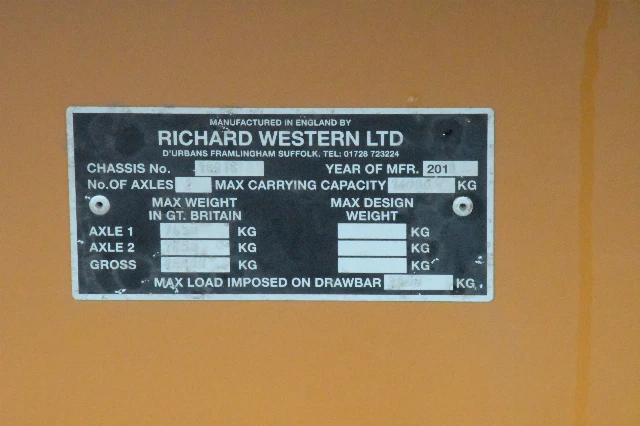 MANUFACTURED IN ENGLAND BY
RICHARD WESTERN LTD
D'URBANS FRAMLINGHAM SUFFOLK. TEL: 01728 723224
CHASSIS No. YEAR OF MFR. 201
No. OF AXLES MAX CARRYING CAPACITY KG
MAX WEIGHT IN GT. BRITAIN
MAX DESIGN WEIGHT
AXLE 1 KG KG
AXLE 2 KG KG
GROSS KG KG
MAX LOAD IMPOSED ON DRAWBAR KG